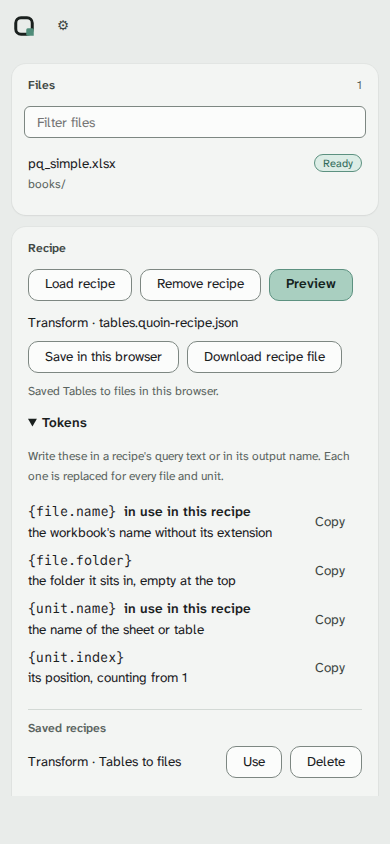 Files
1
Filter files
pq_simple.xlsx
Ready
books/
Recipe
Load recipe
Remove recipe
Preview
Transform · tables.quoin-recipe.json
Save in this browser
Download recipe file
Saved Tables to files in this browser.
▼ Tokens
Write these in a recipe's query text or in its output name. Each
one is replaced for every file and unit.
{file.name} in use in this recipe
the workbook's name without its extension
Copy
{file.folder}
the folder it sits in, empty at the top
Copy
{unit.name} in use in this recipe
the name of the sheet or table
Copy
{unit.index}
its position, counting from 1
Copy
Saved recipes
Transform · Tables to files
Use
Delete